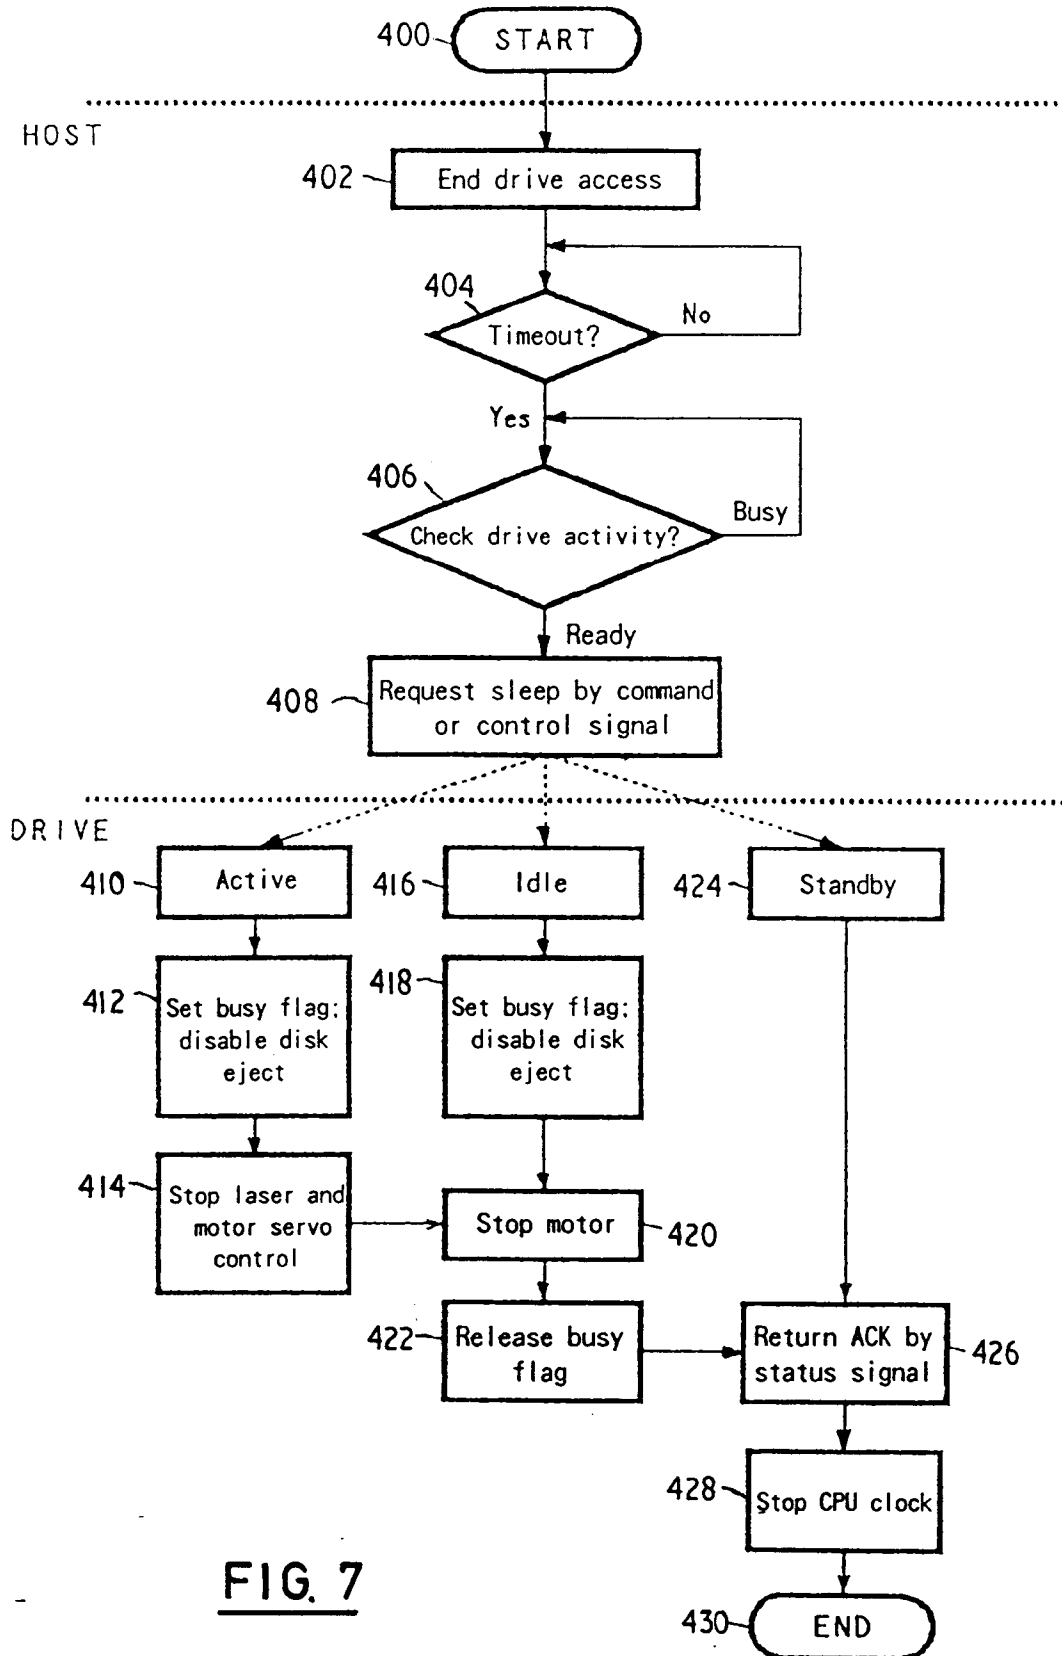 400
START
HOST
402
End drive access
404
Timeout?
No
Yes
406
Check drive activity?
Busy
Ready
408
Request sleep by command
or control signal
DRIVE
410
Active
416
Idle
424
Standby
412
Set busy flag;
disable disk
eject
418
Set busy flag;
disable disk
eject
414
Stop laser and
motor servo
control
Stop motor
420
422
Release busy
flag
Return ACK by
status signal
426
428
Stop CPU clock
430
END
FIG. 7